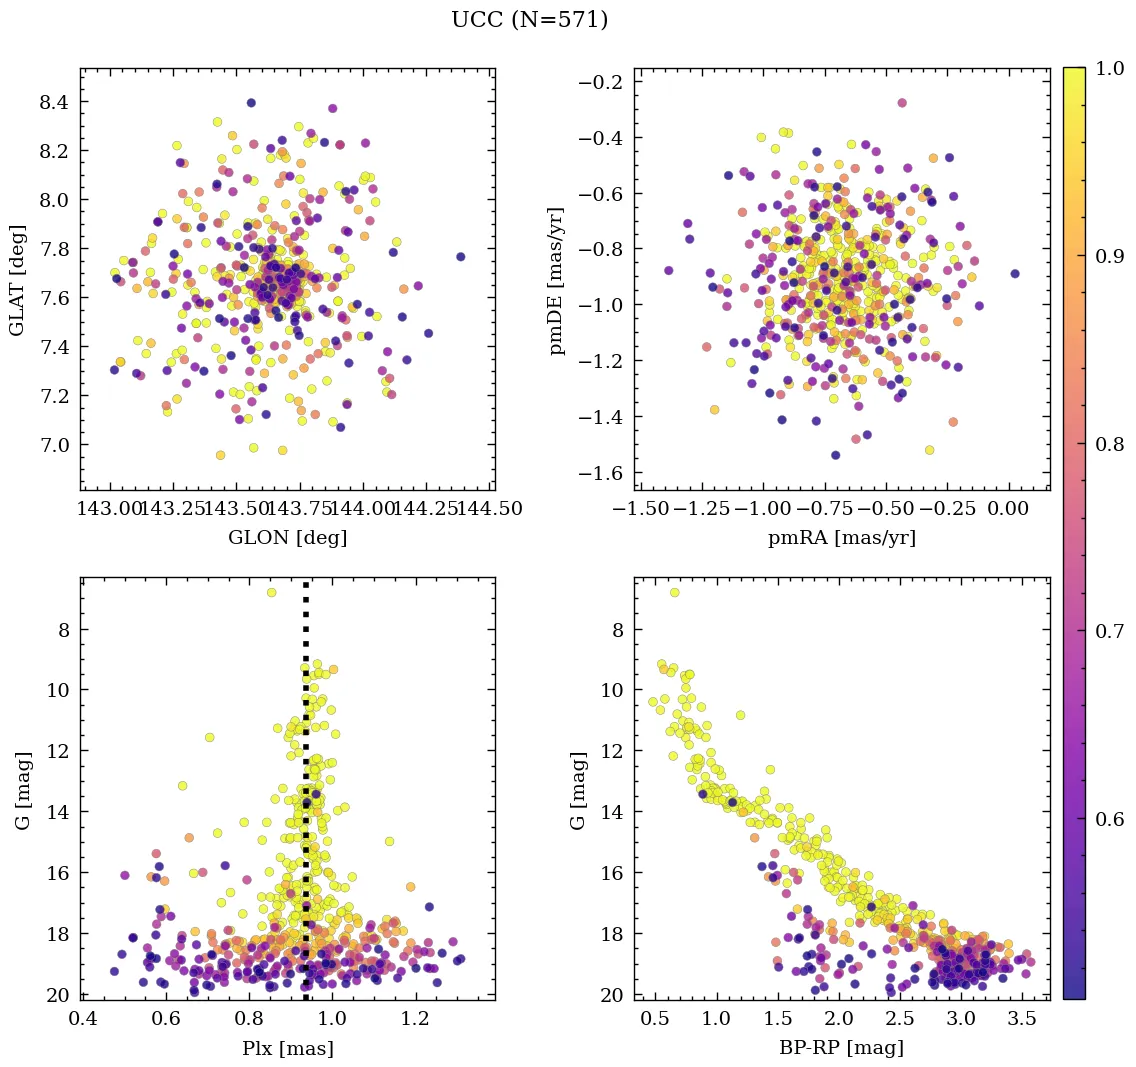 UCC (N=571)
8.4
8.2
8.0
7.8
7.6
7.4
7.2
7.0
GLAT [deg]
143.00 143.25 143.50 143.75 144.00 144.25 144.50
GLON [deg]
−0.2
−0.4
−0.6
−0.8
−1.0
−1.2
−1.4
−1.6
pmDE [mas/yr]
−1.50 −1.25 −1.00 −0.75 −0.50 −0.25 0.00
pmRA [mas/yr]
8
10
12
14
16
18
20
G [mag]
0.4 0.6 0.8 1.0 1.2
Plx [mas]
8
10
12
14
16
18
20
G [mag]
0.5 1.0 1.5 2.0 2.5 3.0 3.5
BP-RP [mag]
1.0
0.9
0.8
0.7
0.6